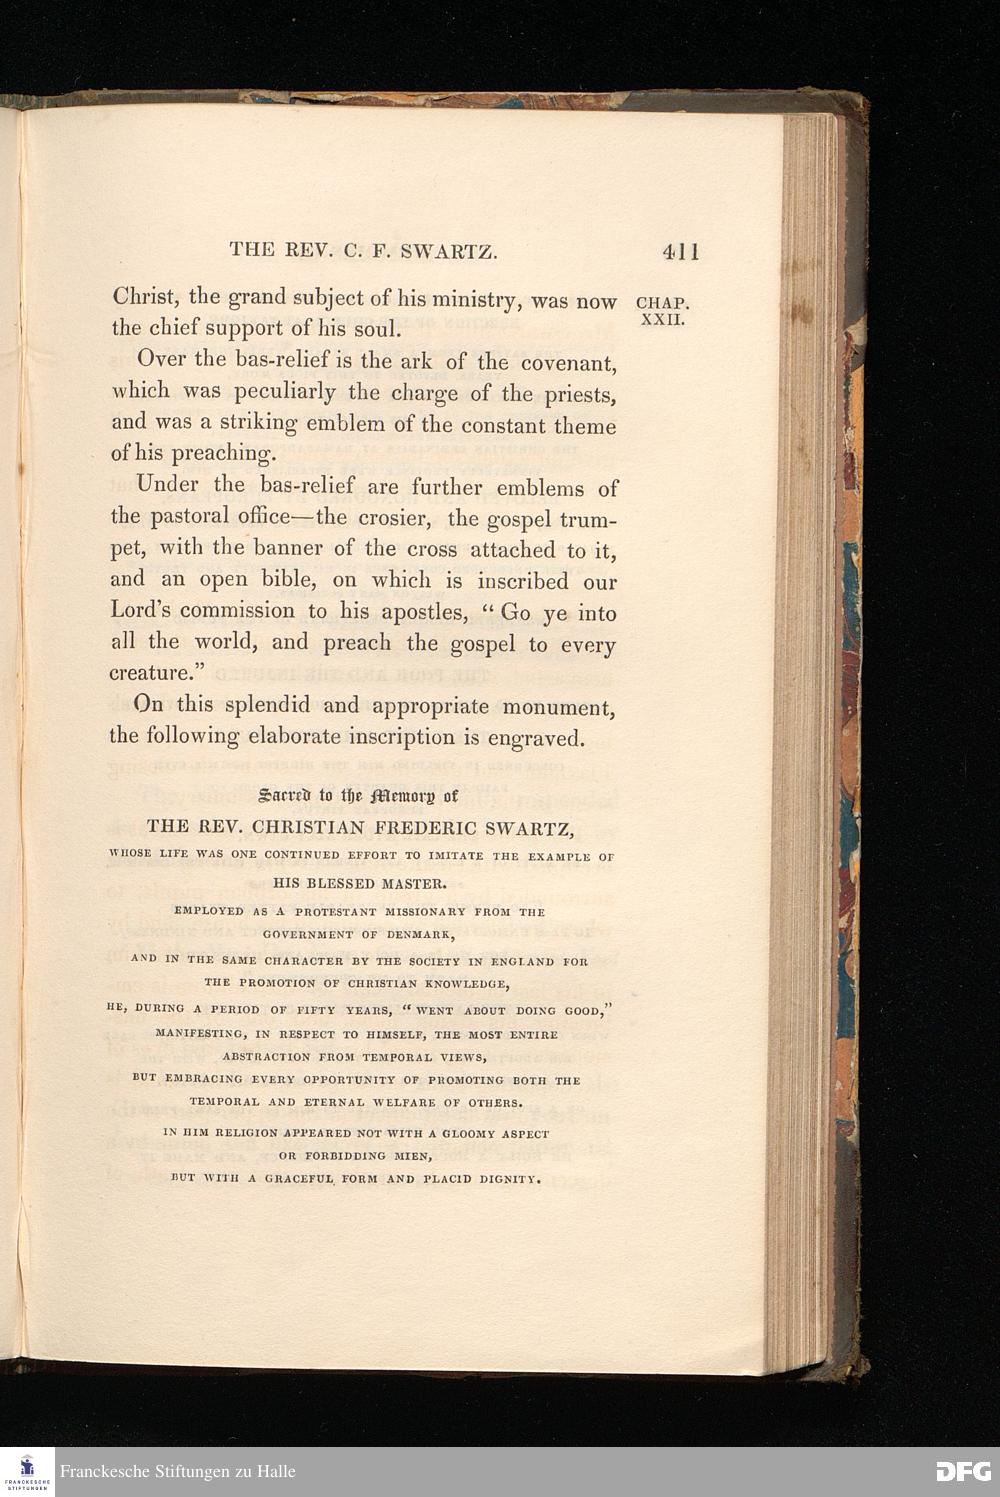 THE REV. C. F. SWARTZ. 411
CHAP.
XXII.
Christ, the grand subject of his ministry, was now
the chief support of his soul.
Over the bas-relief is the ark of the covenant,
which was peculiarly the charge of the priests,
and was a striking emblem of the constant theme
of his preaching.
Under the bas-relief are further emblems of
the pastoral office—the crosier, the gospel trum-
pet, with the banner of the cross attached to it,
and an open bible, on which is inscribed our
Lord's commission to his apostles, “ Go ye into
all the world, and preach the gospel to every
creature.”
On this splendid and appropriate monument,
the following elaborate inscription is engraved.
Sacred to the Memory of
THE REV. CHRISTIAN FREDERIC SWARTZ,
WHOSE LIFE WAS ONE CONTINUED EFFORT TO IMITATE THE EXAMPLE OF
HIS BLESSED MASTER.
EMPLOYED AS A PROTESTANT MISSIONARY FROM THE
GOVERNMENT OF DENMARK,
AND IN THE SAME CHARACTER BY THE SOCIETY IN ENGLAND FOR
THE PROMOTION OF CHRISTIAN KNOWLEDGE,
HE, DURING A PERIOD OF FIFTY YEARS, “ WENT ABOUT DOING GOOD,”
MANIFESTING, IN RESPECT TO HIMSELF, THE MOST ENTIRE
ABSTRACTION FROM TEMPORAL VIEWS,
BUT EMBRACING EVERY OPPORTUNITY OF PROMOTING BOTH THE
TEMPORAL AND ETERNAL WELFARE OF OTHERS.
IN HIM RELIGION APPEARED NOT WITH A GLOOMY ASPECT
OR FORBIDDING MIEN,
BUT WITH A GRACEFUL FORM AND PLACID DIGNITY.
FRANCKESCHE
STIFTUNGEN
Franckesche Stiftungen zu Halle
DFG